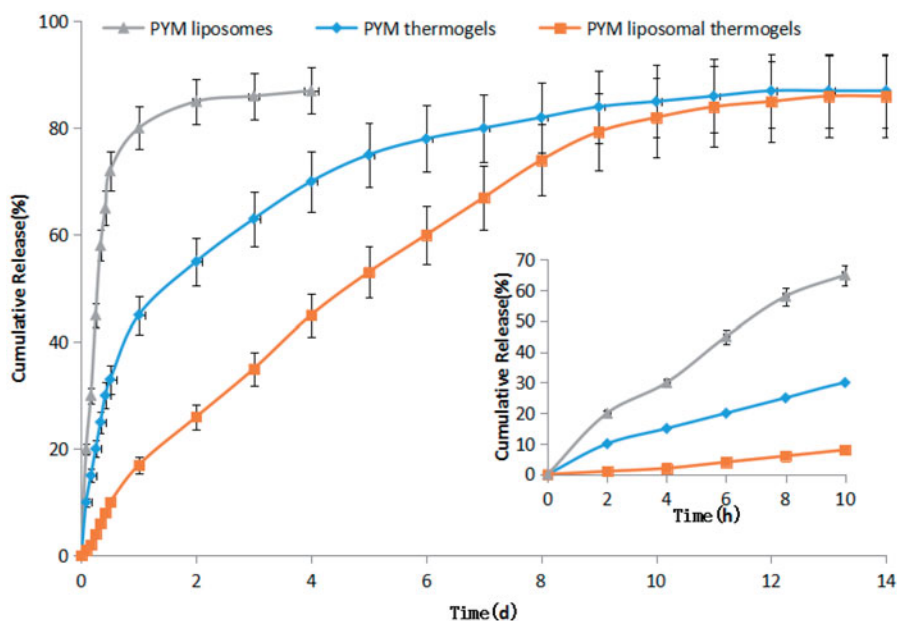 PYM liposomes PYM thermogels PYM liposomal thermogels
Cumulative Release(%)
100
80
60
40
20
0
0 2 4 6 8 10 12 14
Time(d)
Cumulative Release(%)
70
60
50
40
30
20
10
0
0 2 4 6 8 10
Time(h)